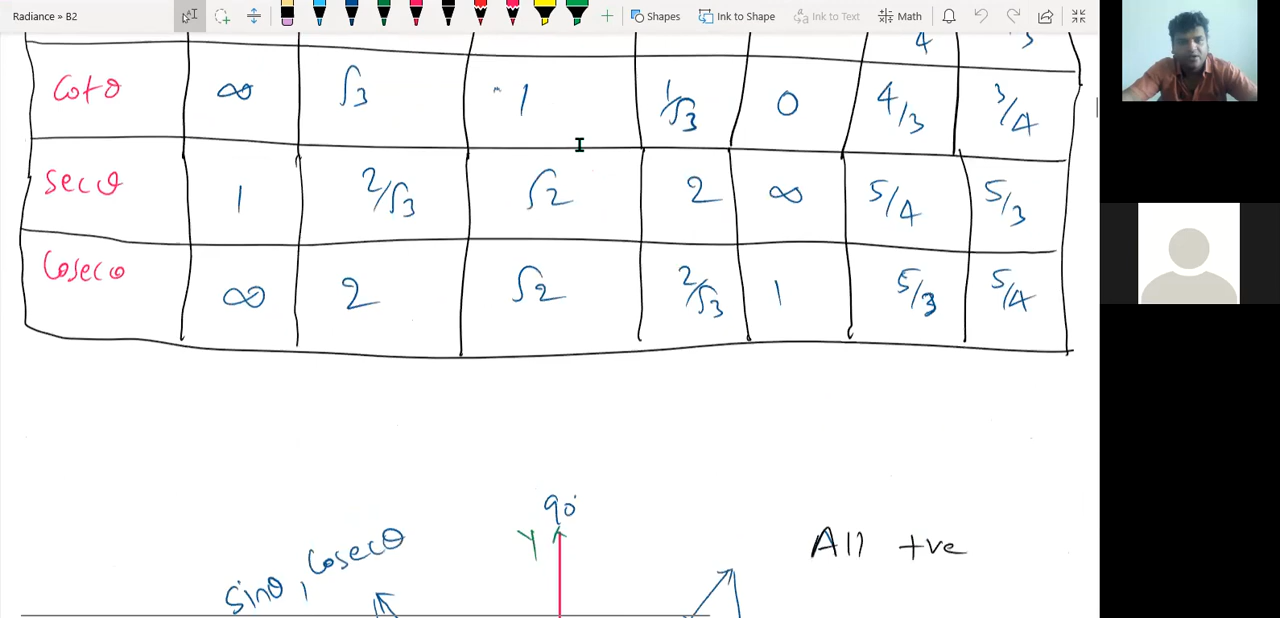 Radiance » B2
Shapes
Ink to Shape
Ink to Text
Math
4 3
Cotθ ∞ √3 1 1/√3 0 4/3 3/4
Secθ 1 2/√3 √2 2 ∞ 5/4 5/3
Cosecθ ∞ 2 √2 2/√3 1 5/3 5/4
90°
Y
Sinθ, Cosecθ
All +ve